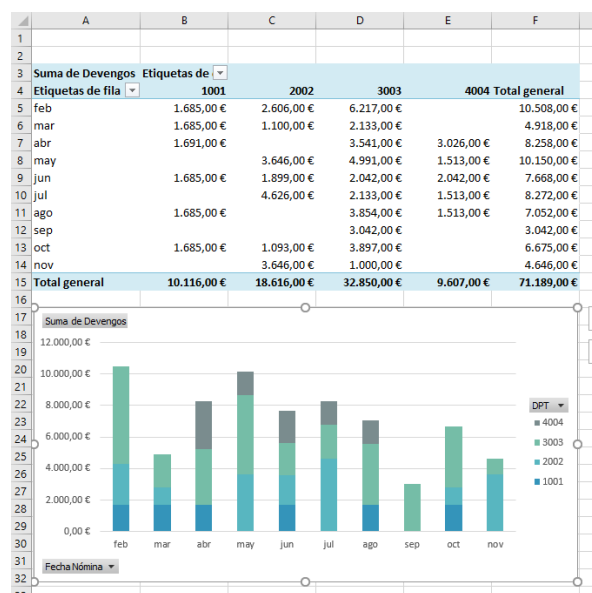 A B C D E F
1
2
3 Suma de Devengos Etiquetas de
4 Etiquetas de fila 1001 2002 3003 4004 Total general
5 feb 1.685,00 € 2.606,00 € 6.217,00 € 10.508,00 €
6 mar 1.685,00 € 1.100,00 € 2.133,00 € 4.918,00 €
7 abr 1.691,00 € 3.541,00 € 3.026,00 € 8.258,00 €
8 may 3.646,00 € 4.991,00 € 1.513,00 € 10.150,00 €
9 jun 1.685,00 € 1.899,00 € 2.042,00 € 2.042,00 € 7.668,00 €
10 jul 4.626,00 € 2.133,00 € 1.513,00 € 8.272,00 €
11 ago 1.685,00 € 3.854,00 € 1.513,00 € 7.052,00 €
12 sep 3.042,00 € 3.042,00 €
13 oct 1.685,00 € 1.093,00 € 3.897,00 € 6.675,00 €
14 nov 3.646,00 € 1.000,00 € 4.646,00 €
15 Total general 10.116,00 € 18.616,00 € 32.850,00 € 9.607,00 € 71.189,00 €
16
17 Suma de Devengos
18
19 12.000,00 €
20 10.000,00 €
21
22 8.000,00 € DPT
23 4004
24 6.000,00 € 3003
25 2002
26 4.000,00 € 1001
27
28 2.000,00 €
29 0,00 €
30 feb mar abr may jun jul ago sep oct nov
31 Fecha Nómina
32